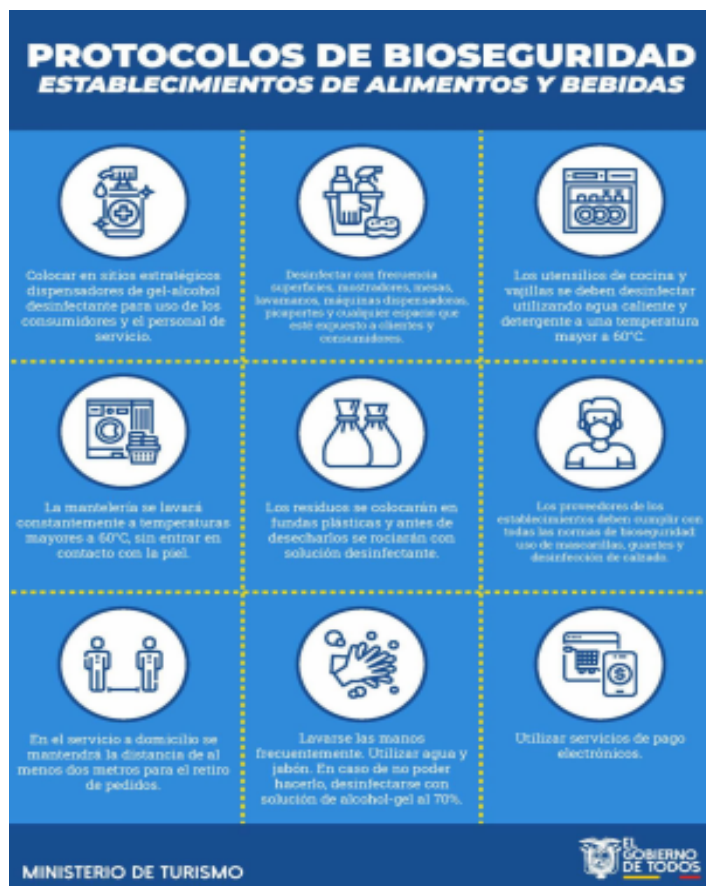 PROTOCOLOS DE BIOSEGURIDAD
ESTABLECIMIENTOS DE ALIMENTOS Y BEBIDAS
Colocar en sitios estratégicos
dispensadores de gel-alcohol
desinfectante para uso de los
consumidores y el personal de
servicio.
Desinfectar con frecuencia
superficies, mostradores, mesas,
lavamanos, máquinas dispensadoras,
picaportes y cualquier espacio que
esté expuesto a clientes y
consumidores.
Los utensilios de cocina y
vajillas se deben desinfectar
utilizando agua caliente y
detergente a una temperatura
mayor a 60°C.
La mantelería se lavará
constantemente a temperaturas
mayores a 60°C, sin entrar en
contacto con la piel.
Los residuos se colocarán en
fundas plásticas y antes de
desecharlos se rociarán con
solución desinfectante.
Los proveedores de los
establecimientos deben cumplir con
todas las normas de bioseguridad:
uso de mascarillas, guantes y
desinfección de calzado.
En el servicio a domicilio se
mantendrá la distancia de al
menos dos metros para el retiro
de pedidos.
Lavarse las manos
frecuentemente. Utilizar agua y
jabón. En caso de no poder
hacerlo, desinfectarse con
solución de alcohol-gel al 70%.
Utilizar servicios de pago
electrónicos.
MINISTERIO DE TURISMO
EL
GOBIERNO
DE TODOS